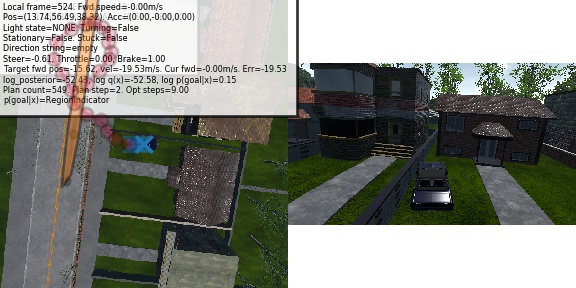 Local frame=524. Fwd speed=-0.00m/s
Pos=(13.74,56.49,38.32). Acc=(0.00,-0.00,0.00)
Light state=NONE. Turning=False
Stationary=False. Stuck=False
Direction string=empty
Steer=-0.61, Throttle=0.00, Brake=1.00
Target fwd pos=-15.62, vel=-19.53m/s. Cur fwd=-0.00m/s. Err=-19.53
log_posterior=-52.43, log q(x)=-52.58, log p(goal|x)=0.15
Plan count=549. Plan step=2. Opt steps=9.00
p(goal|x)=RegionIndicator